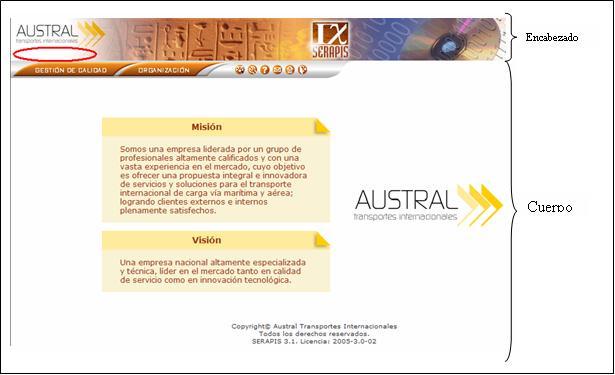 AUSTRAL
transportes internacionales
rx
SERAPIS
Encabezado
GESTIÓN DE CALIDAD
ORGANIZACIÓN
Misión
Somos una empresa liderada por un grupo de
profesionales altamente calificados y con una
vasta experiencia en el mercado, cuyo objetivo
es ofrecer una propuesta integral e innovadora
de servicios y soluciones para el transporte
internacional de carga vía marítima y aérea;
logrando clientes externos e internos
plenamente satisfechos.
AUSTRAL
transportes internacionales
Cuerpo
Visión
Una empresa nacional altamente especializada
y técnica, líder en el mercado tanto en calidad
de servicio como en innovación tecnológica.
Copyright© Austral Transportes Internacionales
Todos los derechos reservados.
SERAPIS 3.1. Licencia: 2005-3.0-02